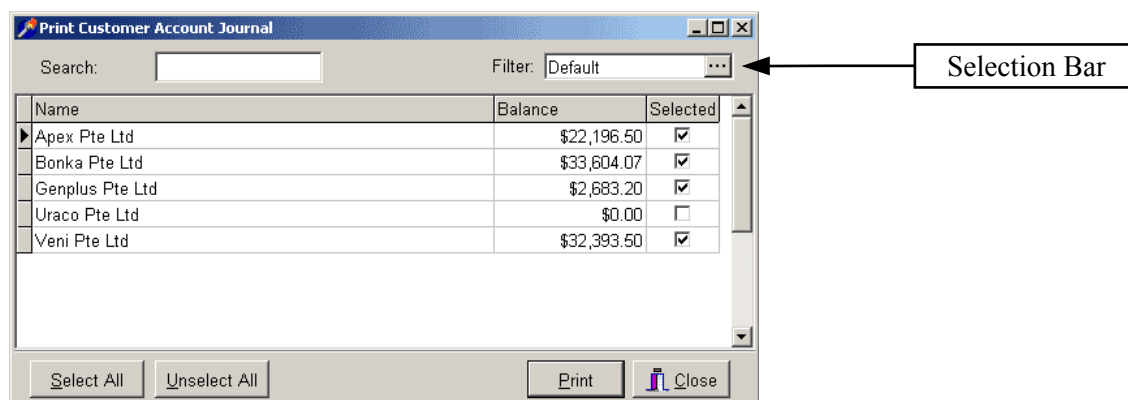 Print Customer Account Journal
Search: Filter: Default ...
Selection Bar
Name Balance Selected
Apex Pte Ltd $22,196.50
Bonka Pte Ltd $33,604.07
Genplus Pte Ltd $2,683.20
Uraco Pte Ltd $0.00
Veni Pte Ltd $32,393.50
Select All Unselect All Print Close